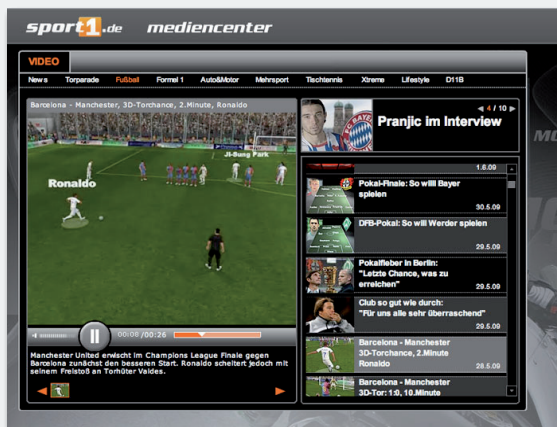 sport1.de mediencenter
VIDEO
News Torparade Fußball Formel 1 Auto&Motor Mehrsport Tischtennis Xtreme Lifestyle D11B
Barcelona - Manchester, 3D-Torchance, 2.Minute, Ronaldo
Ji-Sung Park
Ronaldo
00:08 /00:26
Manchester United erwischt im Champions League Finale gegen
Barcelona zunächst den besseren Start. Ronaldo scheitert jedoch mit
seinem Freistoß an Torhüter Valdes.
4 / 10
Pranjic im Interview
1.6.09
Pokal-Finale: So will Bayer
spielen
30.5.09
DFB-Pokal: So will Werder spielen
29.5.09
Pokalfieber in Berlin:
"Letzte Chance, was zu
erreichen"
29.5.09
Club so gut wie durch:
"Für uns alle sehr überraschend"
29.5.09
Barcelona - Manchester
3D-Torchance, 2.Minute
Ronaldo
28.5.09
Barcelona - Manchester
3D-Tor: 1:0, 10.Minute